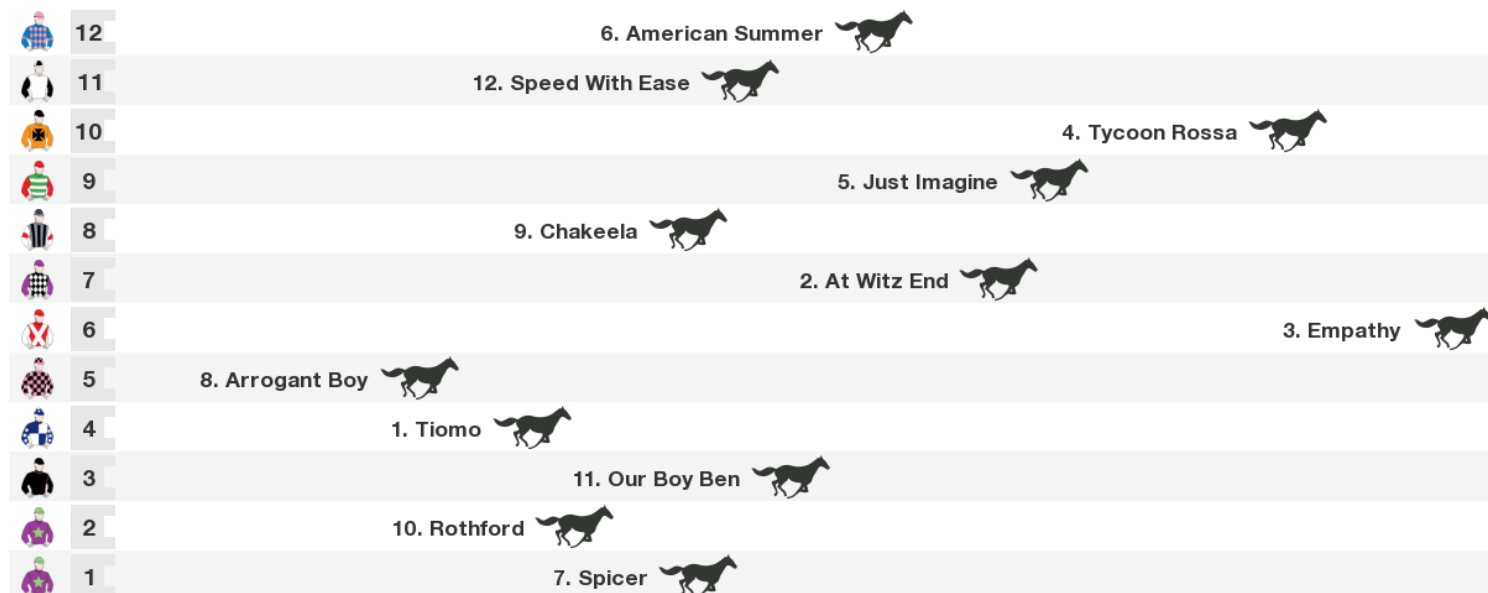 12 6. American Summer
11 12. Speed With Ease
10 4. Tycoon Rossa
9 5. Just Imagine
8 9. Chakeela
7 2. At Witz End
6 3. Empathy
5 8. Arrogant Boy
4 1. Tiomo
3 11. Our Boy Ben
2 10. Rothford
1 7. Spicer